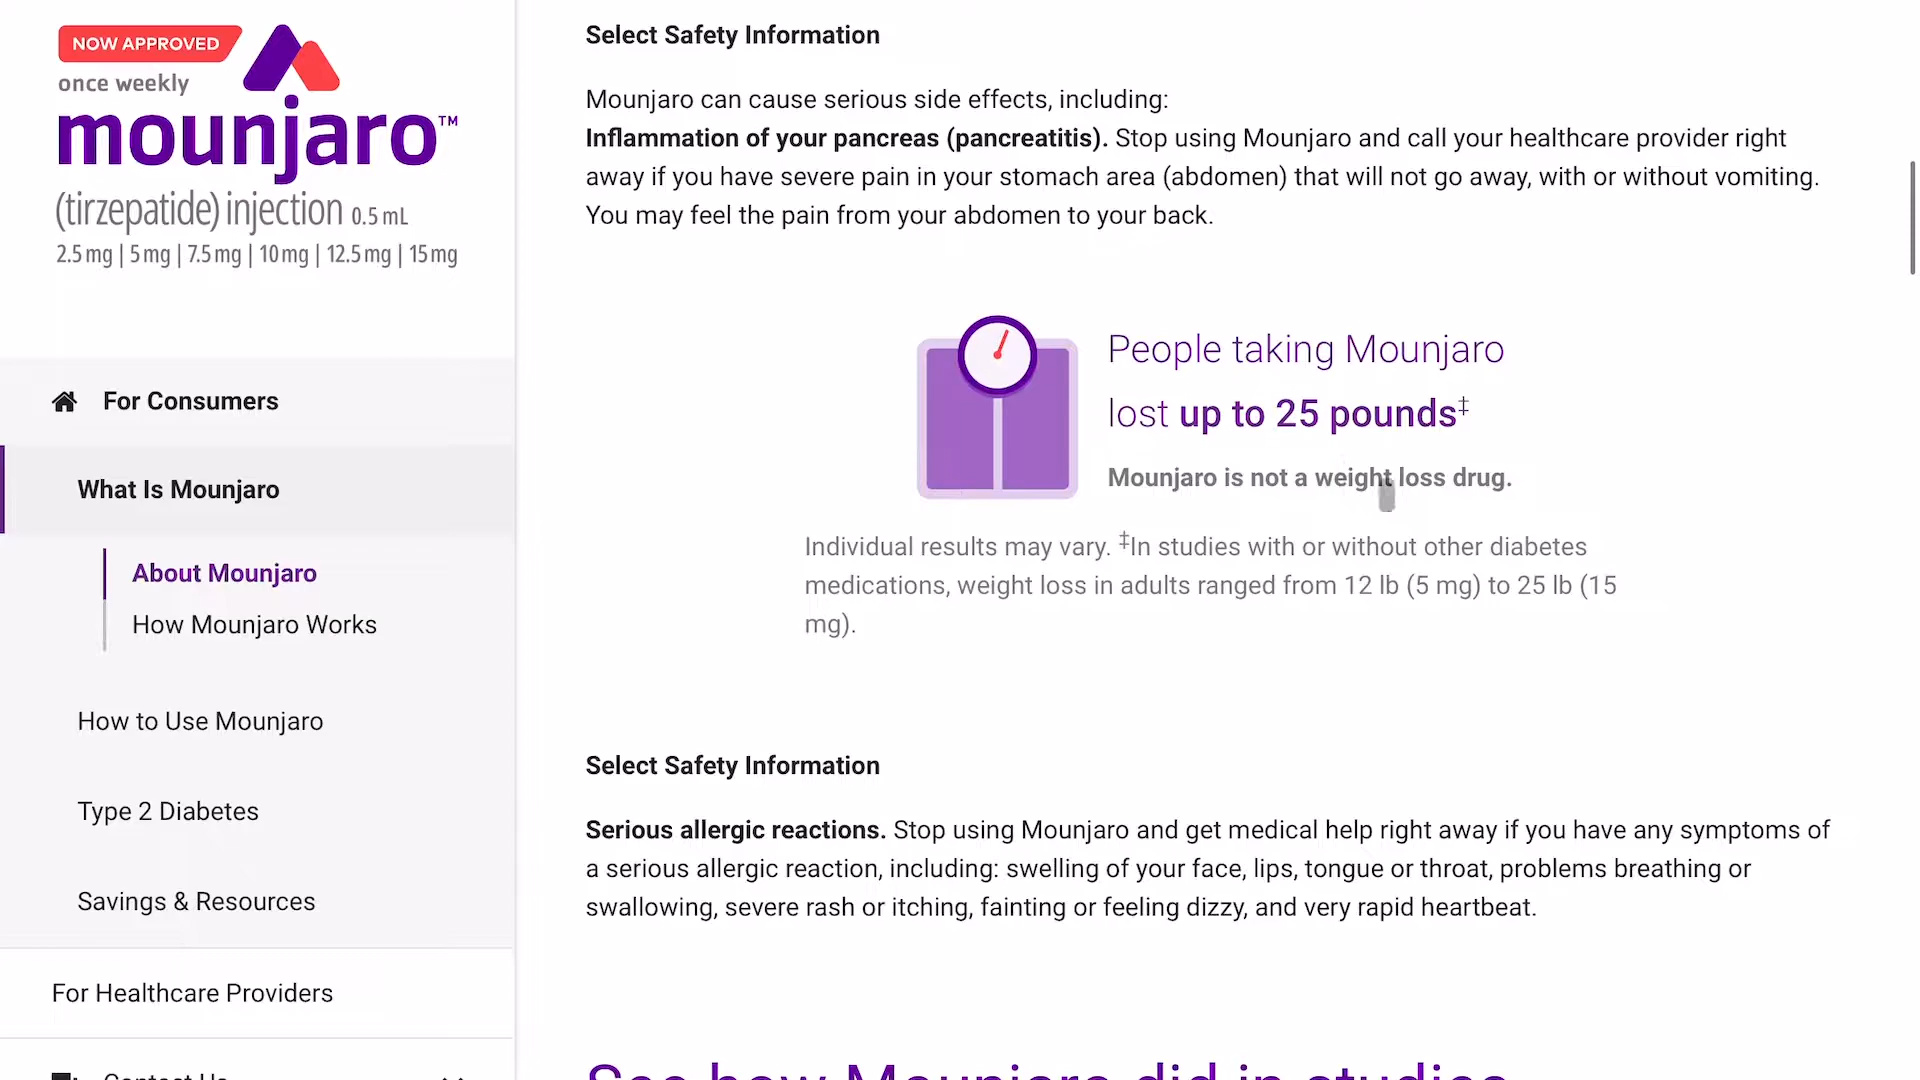 NOW APPROVED
once weekly
mounjaro™
(tirzepatide) injection 0.5 mL
2.5 mg | 5 mg | 7.5 mg | 10 mg | 12.5 mg | 15 mg
For Consumers
What Is Mounjaro
About Mounjaro
How Mounjaro Works
How to Use Mounjaro
Type 2 Diabetes
Savings & Resources
For Healthcare Providers
Contact Us
Select Safety Information
Mounjaro can cause serious side effects, including:
Inflammation of your pancreas (pancreatitis). Stop using Mounjaro and call your healthcare provider right
away if you have severe pain in your stomach area (abdomen) that will not go away, with or without vomiting.
You may feel the pain from your abdomen to your back.
People taking Mounjaro
lost up to 25 pounds‡
Mounjaro is not a weight loss drug.
Individual results may vary. ‡In studies with or without other diabetes
medications, weight loss in adults ranged from 12 lb (5 mg) to 25 lb (15
mg).
Select Safety Information
Serious allergic reactions. Stop using Mounjaro and get medical help right away if you have any symptoms of
a serious allergic reaction, including: swelling of your face, lips, tongue or throat, problems breathing or
swallowing, severe rash or itching, fainting or feeling dizzy, and very rapid heartbeat.
See how Mounjaro did in studies